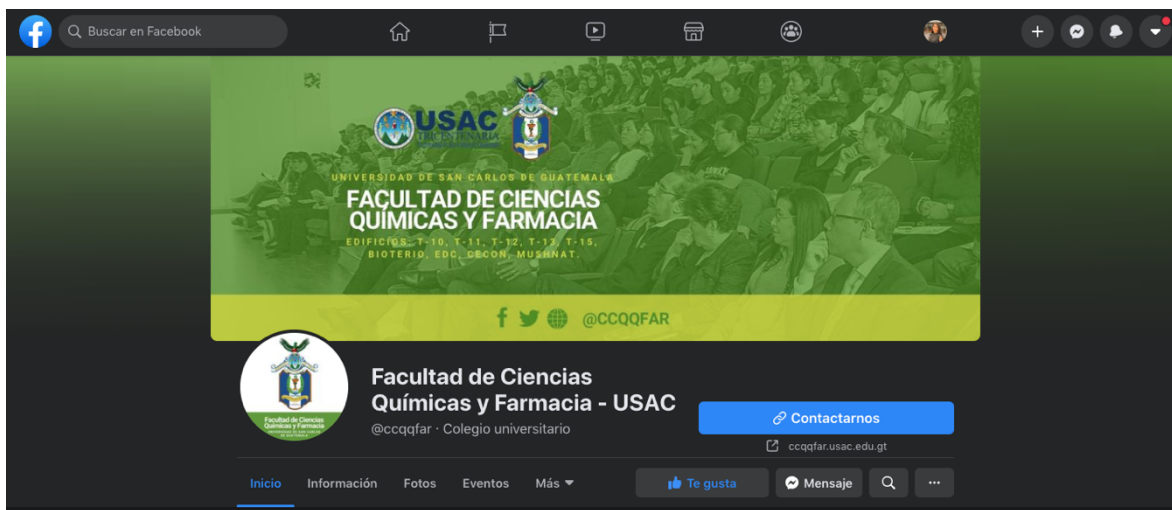 Buscar en Facebook
USAC
TRICENTENARIA
UNIVERSIDAD DE SAN CARLOS DE GUATEMALA
FACULTAD DE CIENCIAS
QUÍMICAS Y FARMACIA
EDIFICIOS: T-10, T-11, T-12, T-13, T-15,
BIOTERIO, EDC, CECON, MUSHNAT.
@CCQQFAR
Facultad de Ciencias
Químicas y Farmacia
Facultad de Ciencias
Químicas y Farmacia - USAC
@ccqqfar · Colegio universitario
Contactarnos
ccqqfar.usac.edu.gt
Inicio Información Fotos Eventos Más Te gusta Mensaje